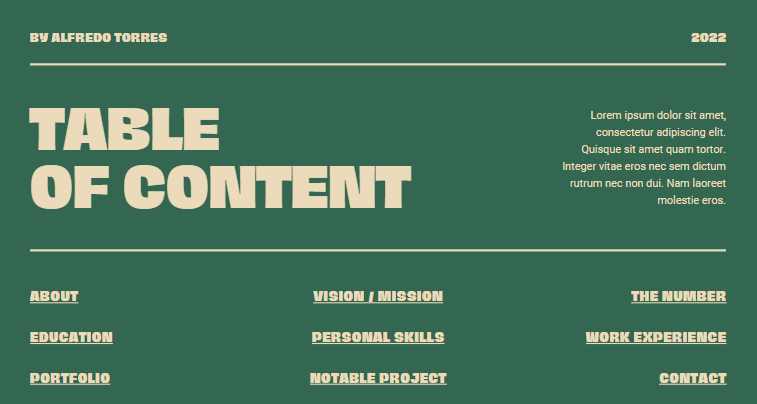 BY ALFREDO TORRES
2022
TABLE
OF CONTENT
Lorem ipsum dolor sit amet,
consectetur adipiscing elit.
Quisque sit amet quam tortor.
Integer vitae eros nec sem dictum
rutrum nec non dui. Nam laoreet
molestie eros.
ABOUT
VISION / MISSION
THE NUMBER
EDUCATION
PERSONAL SKILLS
WORK EXPERIENCE
PORTFOLIO
NOTABLE PROJECT
CONTACT